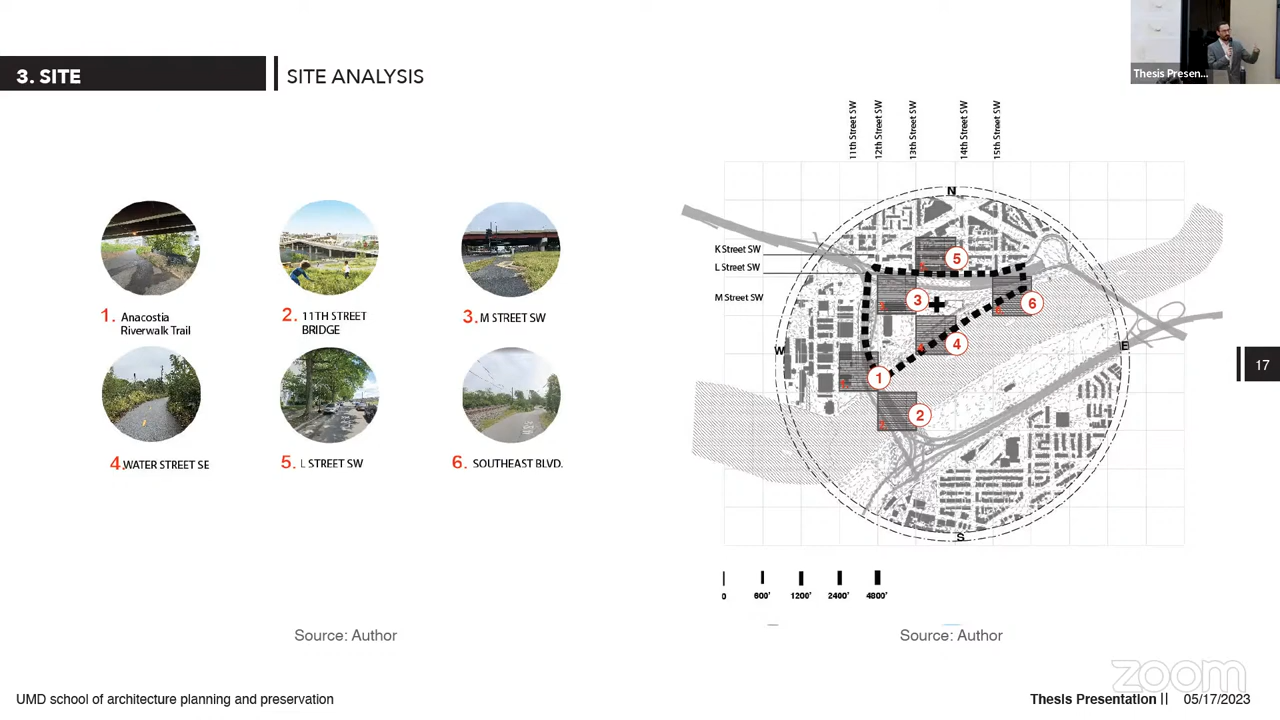 3. SITE
SITE ANALYSIS
Thesis Presen...
1. Anacostia
Riverwalk Trail
2. 11TH STREET
BRIDGE
3. M STREET SW
4. WATER STREET SE
5. L STREET SW
6. SOUTHEAST BLVD.
Source: Author
11th Street SW
12th Street SW
13th Street SW
14th Street SW
15th Street SW
K Street SW
L Street SW
M Street SW
N
W
E
S
5
3
6
4
1
2
0
600'
1200'
2400'
4800'
Source: Author
17
zoom
UMD school of architecture planning and preservation
Thesis Presentation || 05/17/2023